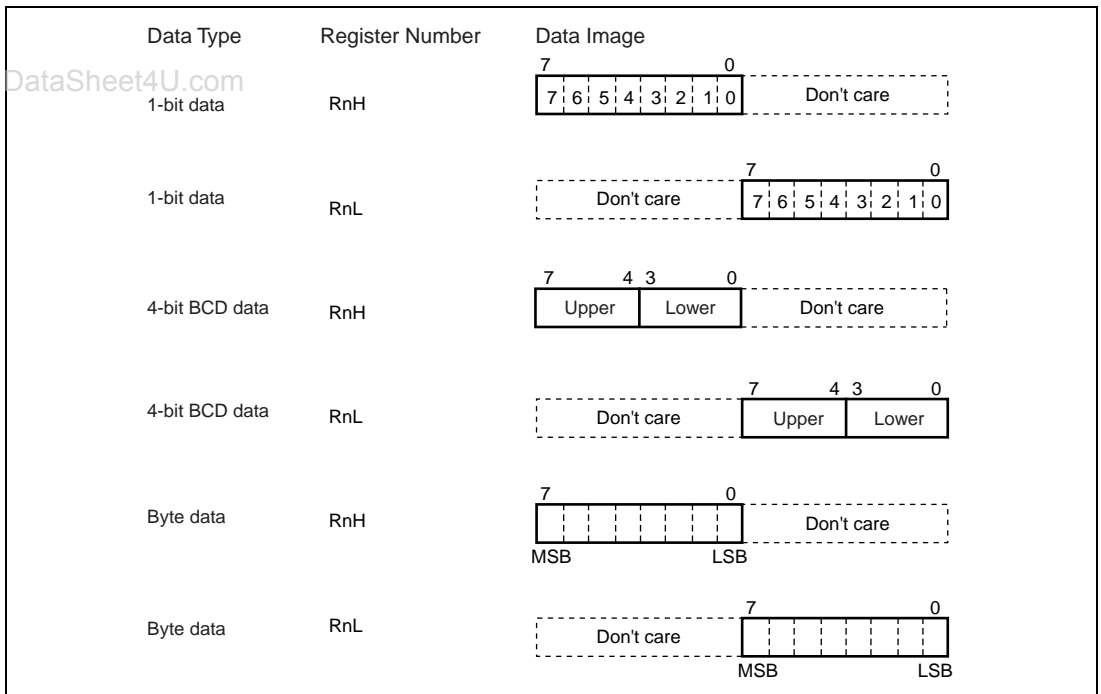 Data Type Register Number Data Image
DataSheet4U.com
7 0
1-bit data RnH 7 6 5 4 3 2 1 0 Don't care
7 0
1-bit data RnL Don't care 7 6 5 4 3 2 1 0
7 4 3 0
4-bit BCD data RnH Upper Lower Don't care
7 4 3 0
4-bit BCD data RnL Don't care Upper Lower
7 0
Byte data RnH Don't care
MSB LSB
7 0
Byte data RnL Don't care
MSB LSB